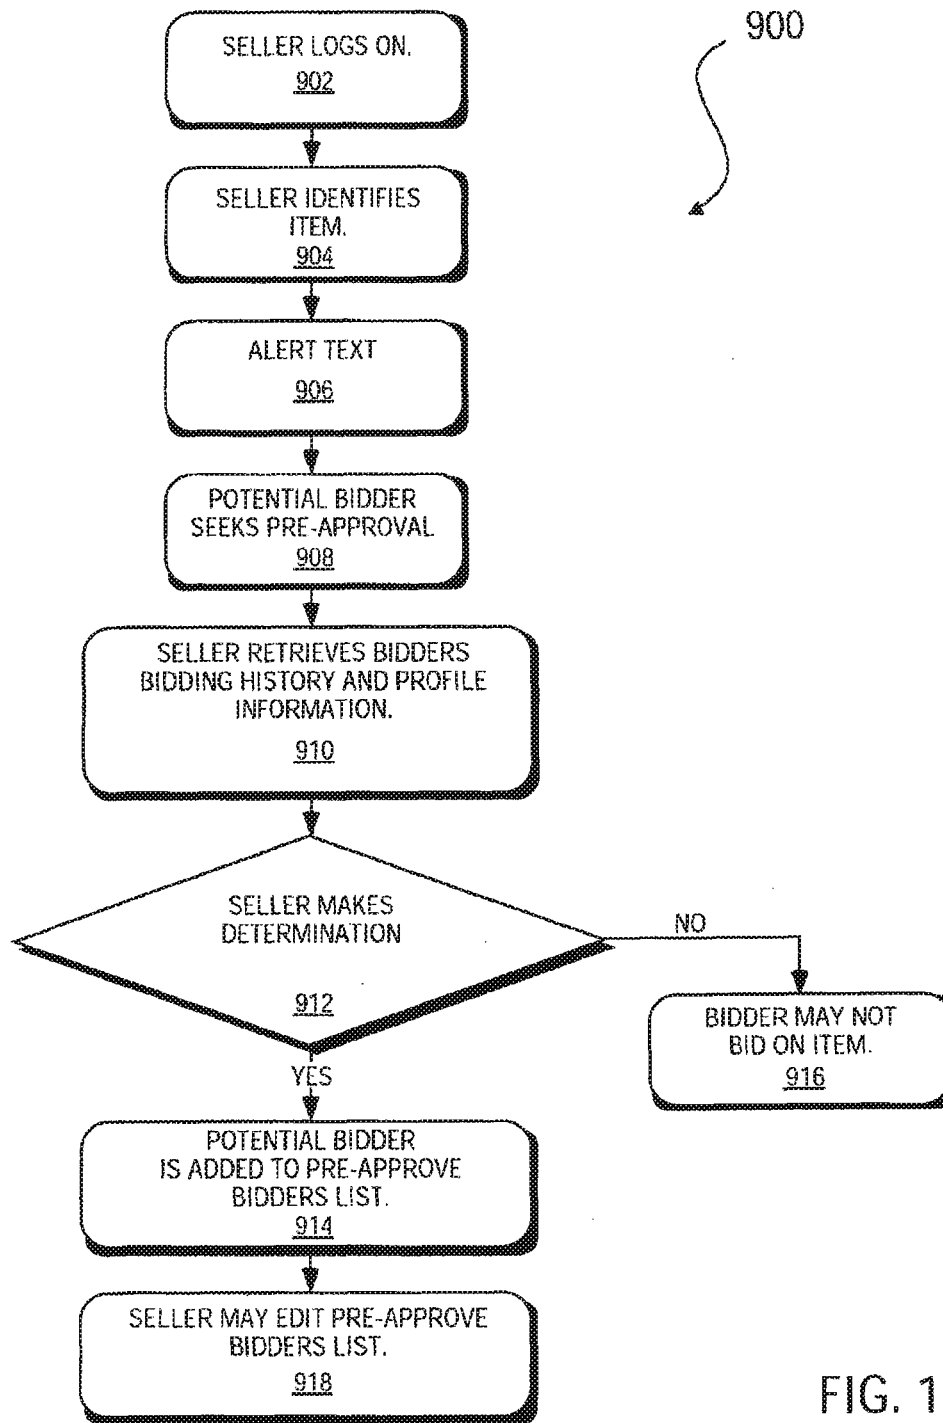 900
SELLER LOGS ON.
902
SELLER IDENTIFIES
ITEM.
904
ALERT TEXT
906
POTENTIAL BIDDER
SEEKS PRE-APPROVAL
908
SELLER RETRIEVES BIDDERS
BIDDING HISTORY AND PROFILE
INFORMATION.
910
SELLER MAKES
DETERMINATION
912
NO
BIDDER MAY NOT
BID ON ITEM.
916
YES
POTENTIAL BIDDER
IS ADDED TO PRE-APPROVE
BIDDERS LIST.
914
SELLER MAY EDIT PRE-APPROVE
BIDDERS LIST.
918
FIG. 1